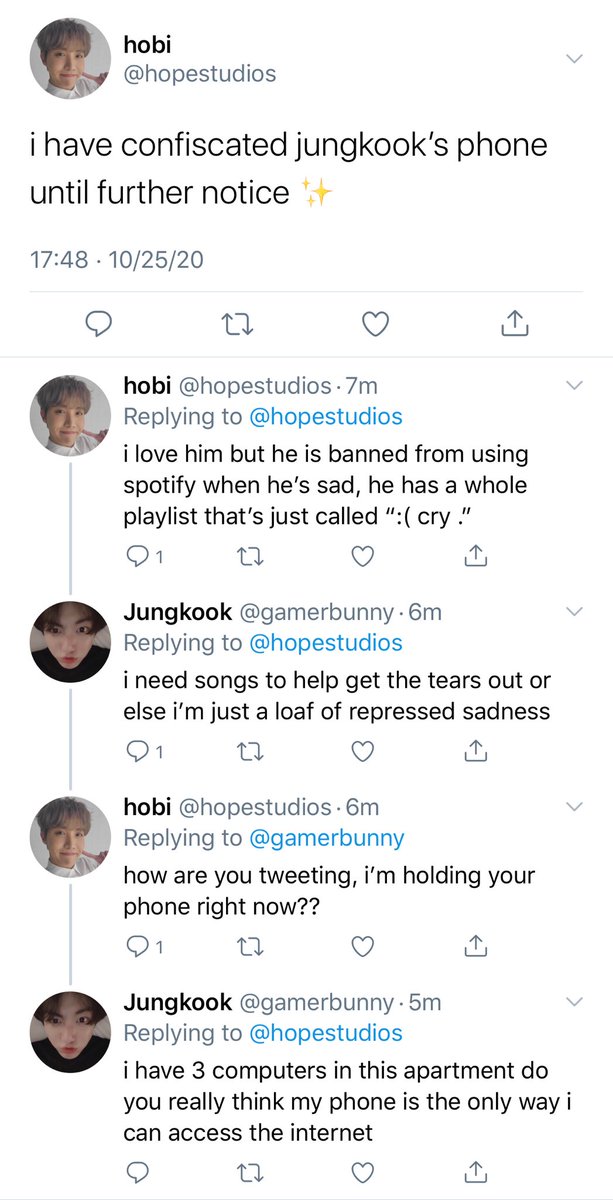 hobi
@hopestudios
i have confiscated jungkook’s phone
until further notice ✨
17:48 · 10/25/20
hobi @hopestudios · 7m
Replying to @hopestudios
i love him but he is banned from using
spotify when he’s sad, he has a whole
playlist that’s just called “:( cry .”
1
Jungkook @gamerbunny · 6m
Replying to @hopestudios
i need songs to help get the tears out or
else i’m just a loaf of repressed sadness
1
hobi @hopestudios · 6m
Replying to @gamerbunny
how are you tweeting, i’m holding your
phone right now??
1
Jungkook @gamerbunny · 5m
Replying to @hopestudios
i have 3 computers in this apartment do
you really think my phone is the only way i
can access the internet